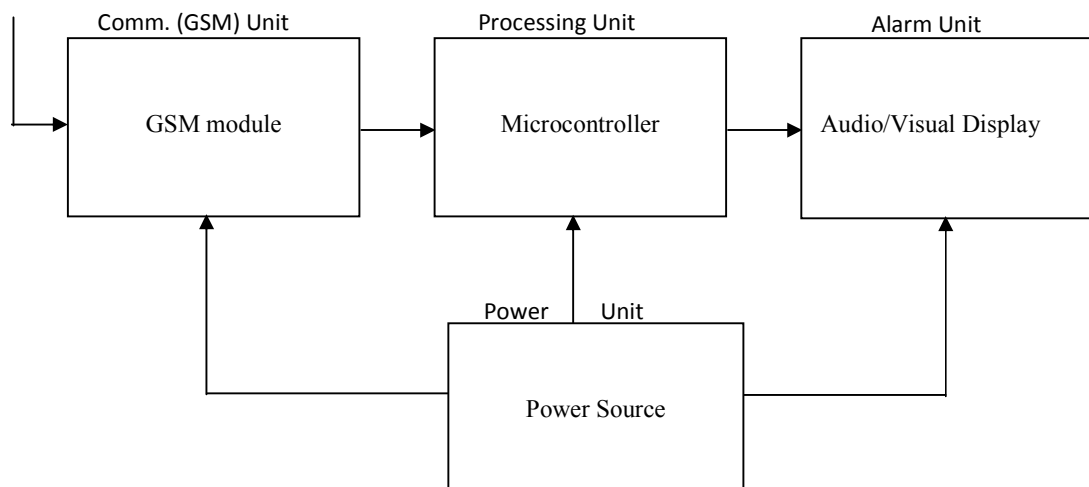 Comm. (GSM) Unit
Processing Unit
Alarm Unit
GSM module
Microcontroller
Audio/Visual Display
Power Unit
Power Source